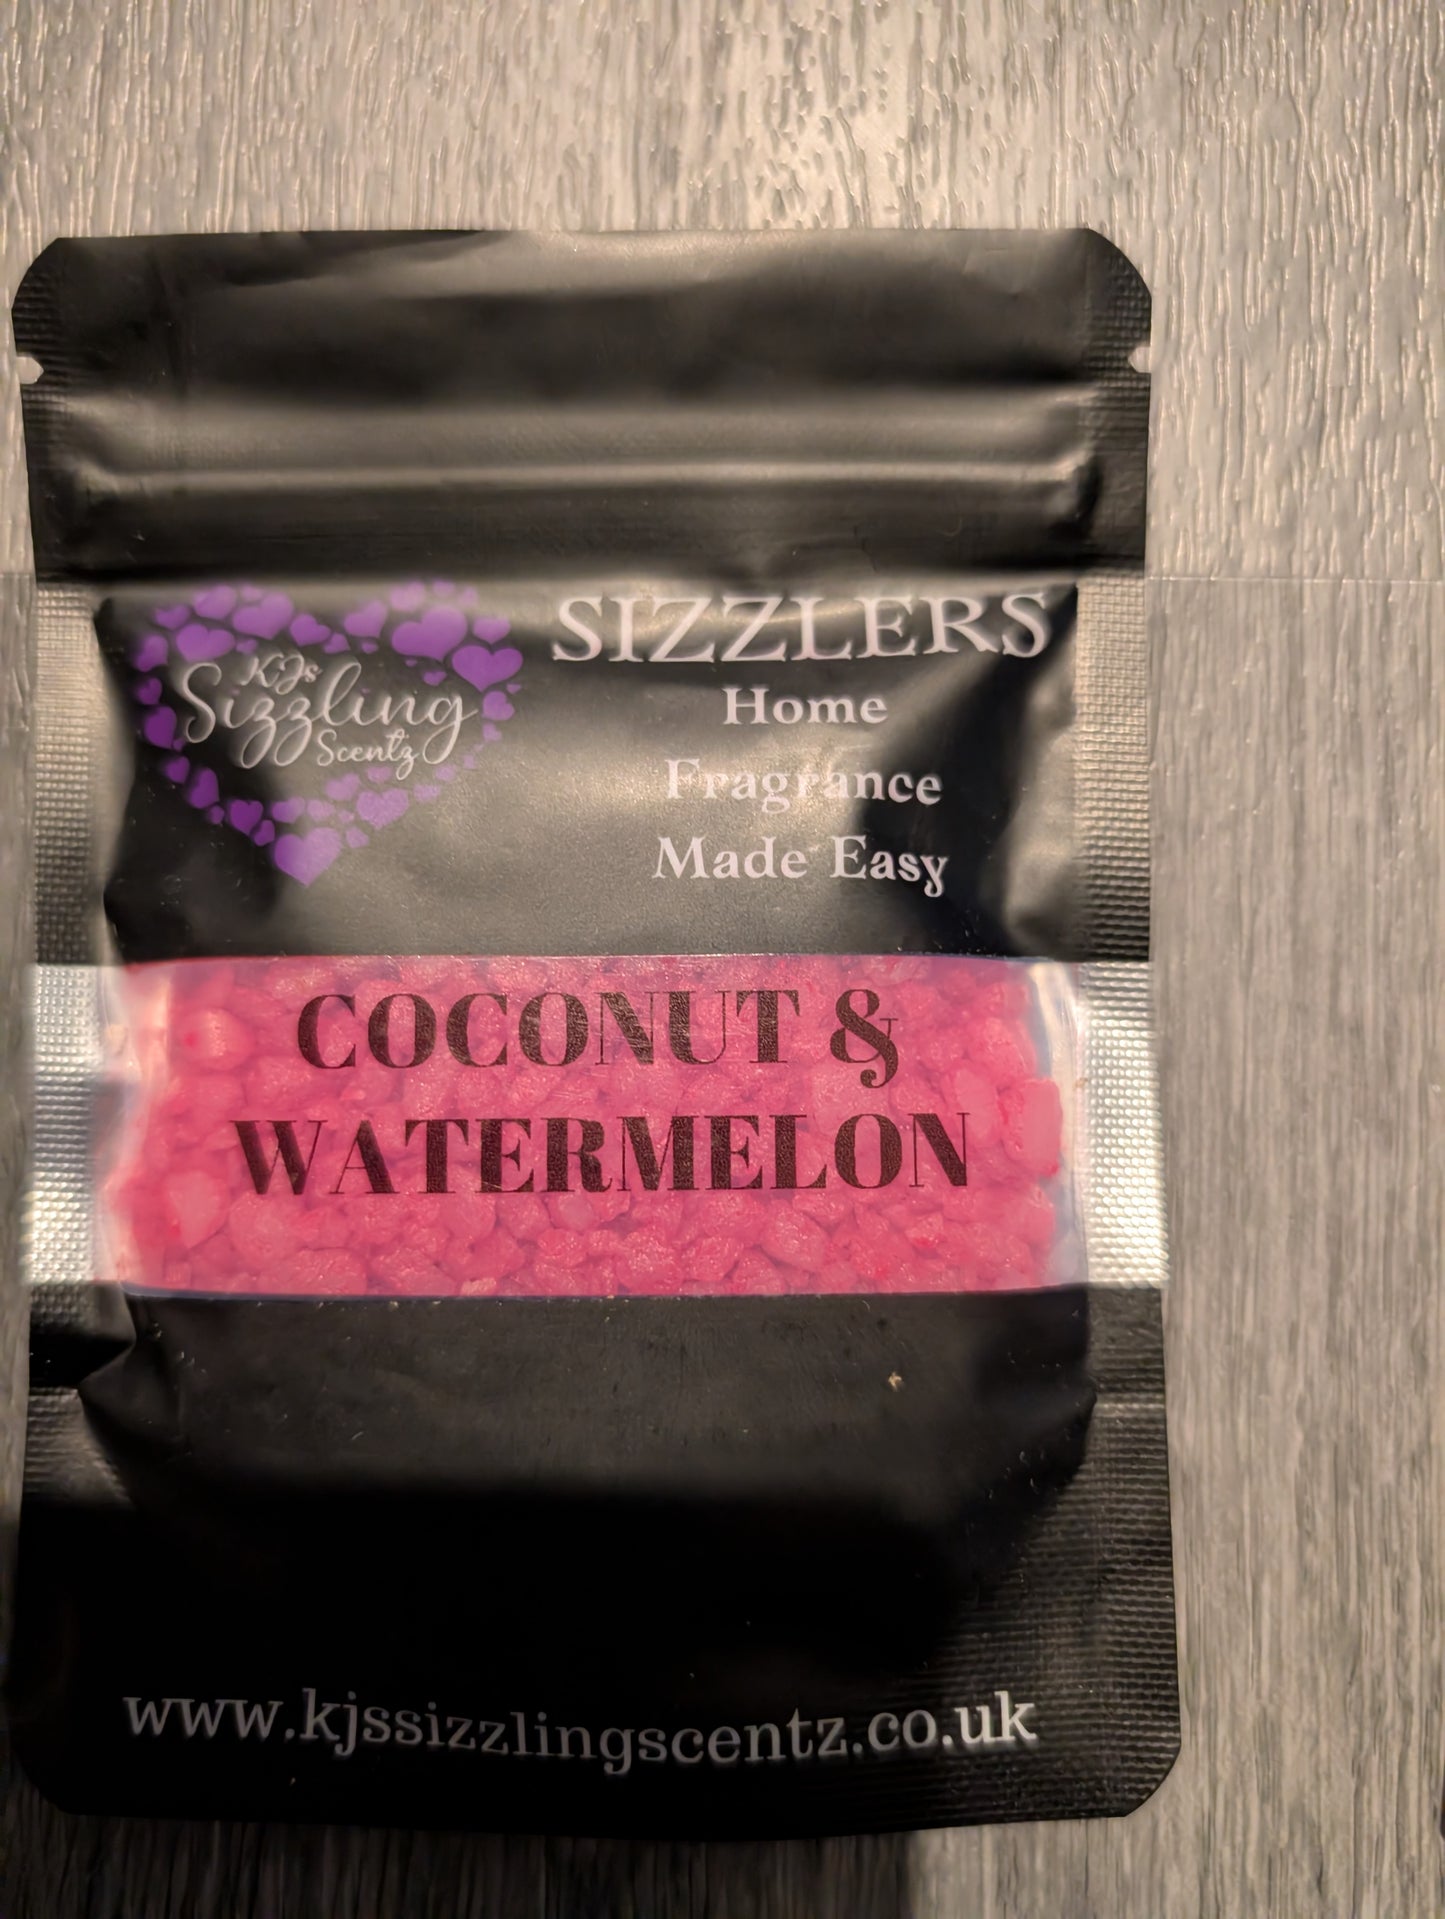 KJs
Sizzling
Scentz
SIZZLERS
Home
Fragrance
Made Easy
COCONUT &
WATERMELON
www.kjssizzlingscentz.co.uk